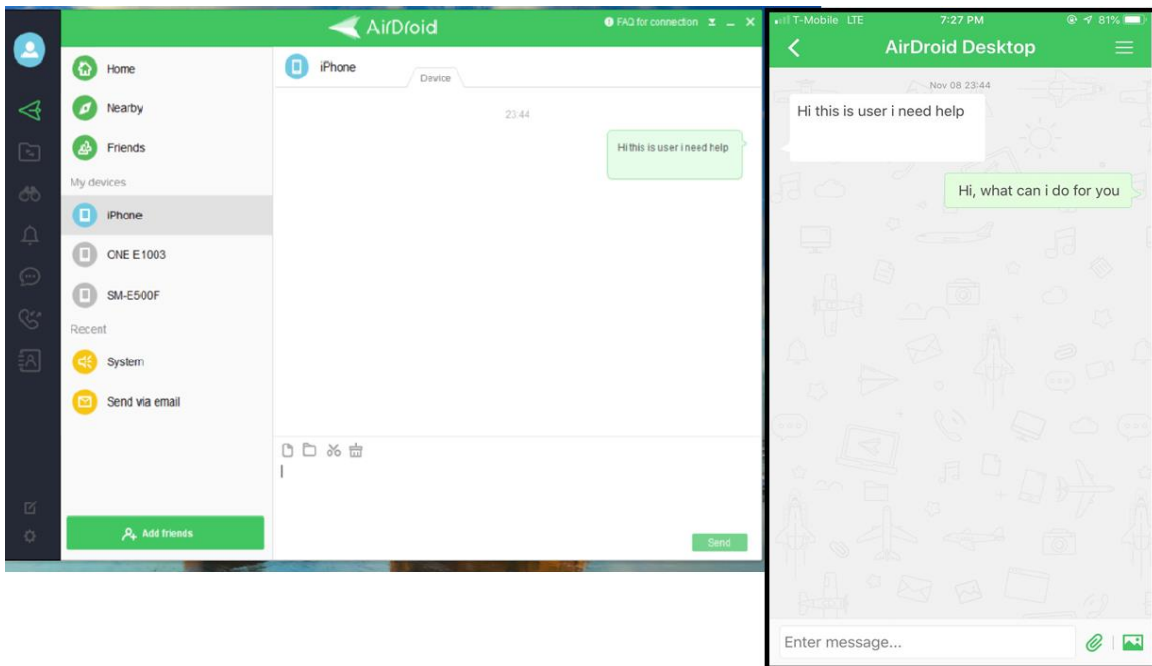 AirDroid
FAQ for connection
Home
Nearby
Friends
My devices
iPhone
ONE E1003
SM-E500F
Recent
System
Send via email
Add friends
iPhone
Device
23:44
Hi this is user i need help
Send
T-Mobile LTE 7:27 PM 81%
AirDroid Desktop
Nov 08 23:44
Hi this is user i need help
Hi, what can i do for you
Enter message...